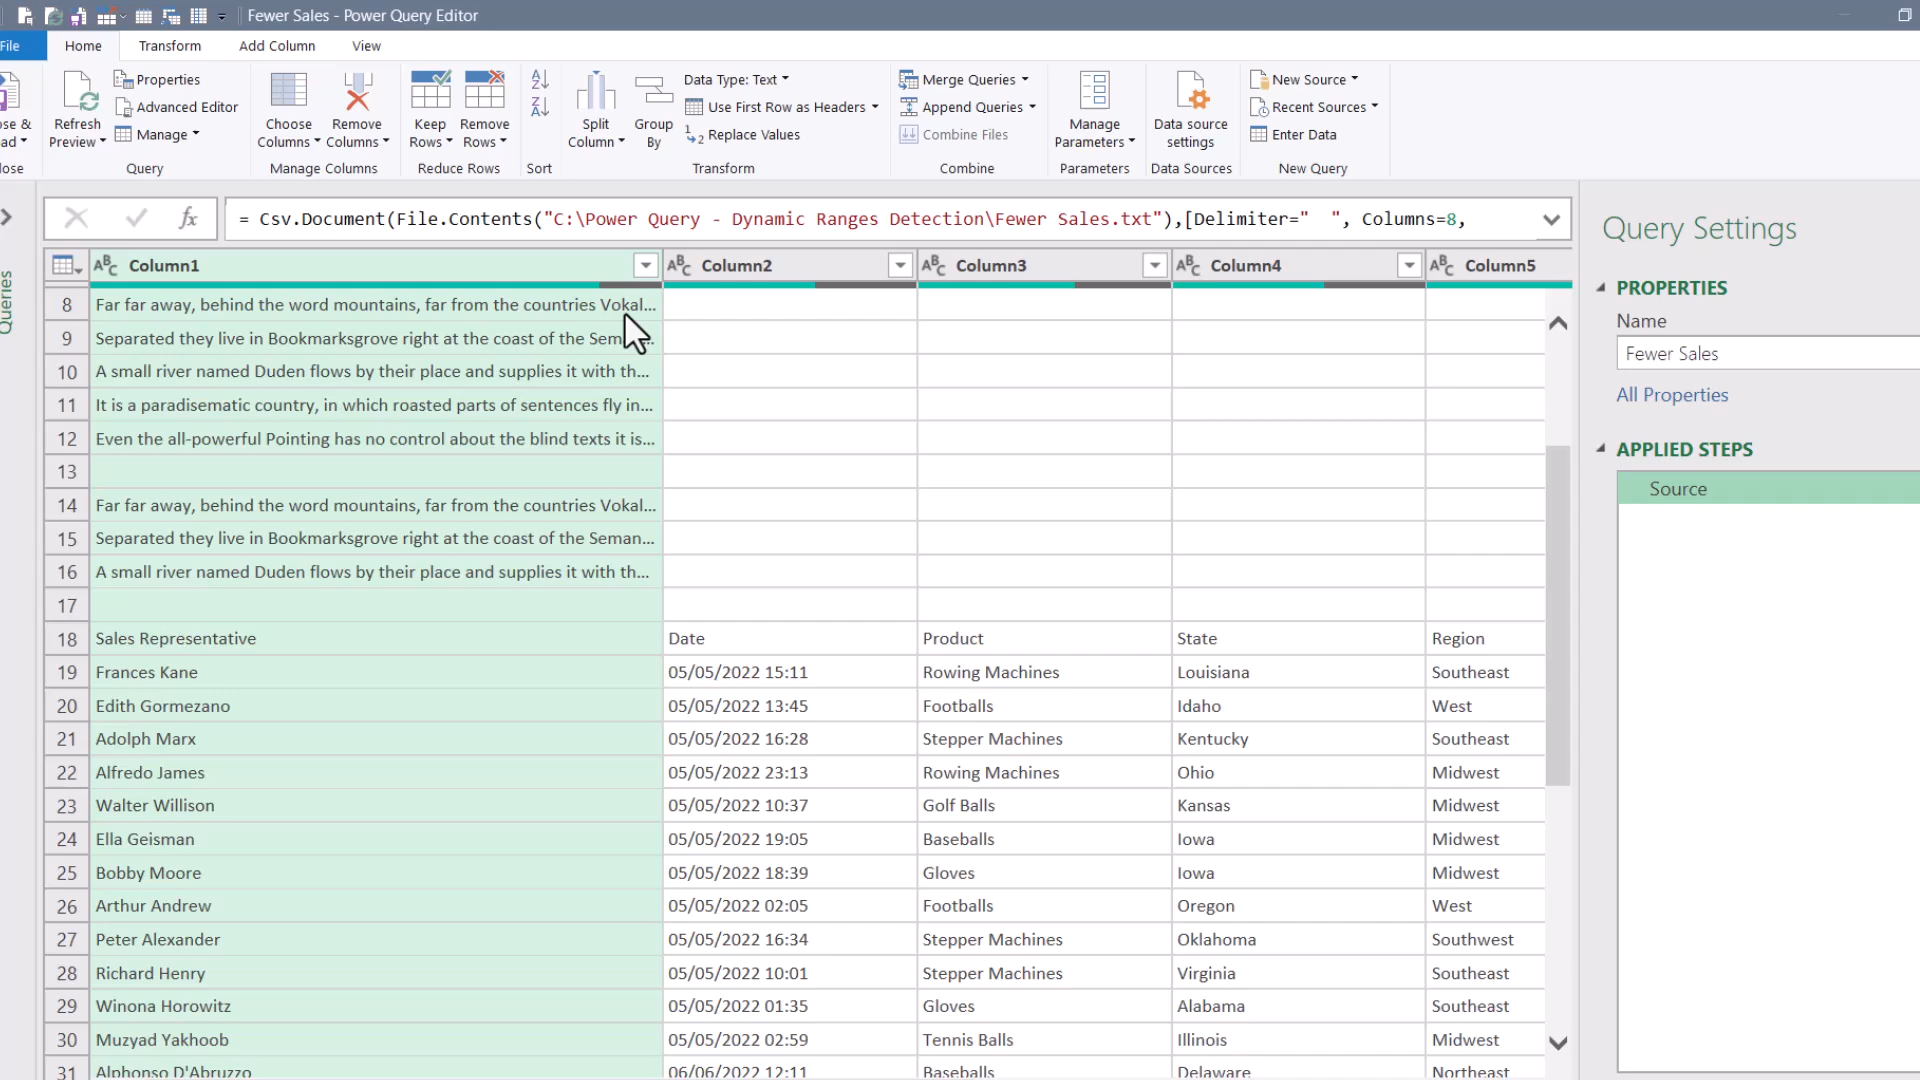 Fewer Sales - Power Query Editor
File Home Transform Add Column View
Properties
Advanced Editor
Manage
Refresh
Preview
Choose
Columns
Remove
Columns
Keep
Rows
Remove
Rows
Split
Column
Group
By
Data Type: Text
Use First Row as Headers
Replace Values
Merge Queries
Append Queries
Combine Files
Manage
Parameters
Data source
settings
New Source
Recent Sources
Enter Data
ose &
oad
lose Query Manage Columns Reduce Rows Sort Transform Combine Parameters Data Sources New Query
fx = Csv.Document(File.Contents("C:\Power Query - Dynamic Ranges Detection\Fewer Sales.txt"),[Delimiter="	", Columns=8,
Queries
ABC Column1 ABC Column2 ABC Column3 ABC Column4 ABC Column5
8 Far far away, behind the word mountains, far from the countries Vokal...
9 Separated they live in Bookmarksgrove right at the coast of the Sem
10 A small river named Duden flows by their place and supplies it with th...
11 It is a paradisematic country, in which roasted parts of sentences fly in...
12 Even the all-powerful Pointing has no control about the blind texts it is...
13
14 Far far away, behind the word mountains, far from the countries Vokal...
15 Separated they live in Bookmarksgrove right at the coast of the Seman...
16 A small river named Duden flows by their place and supplies it with th...
17
18 Sales Representative Date Product State Region
19 Frances Kane 05/05/2022 15:11 Rowing Machines Louisiana Southeast
20 Edith Gormezano 05/05/2022 13:45 Footballs Idaho West
21 Adolph Marx 05/05/2022 16:28 Stepper Machines Kentucky Southeast
22 Alfredo James 05/05/2022 23:13 Rowing Machines Ohio Midwest
23 Walter Willison 05/05/2022 10:37 Golf Balls Kansas Midwest
24 Ella Geisman 05/05/2022 19:05 Baseballs Iowa Midwest
25 Bobby Moore 05/05/2022 18:39 Gloves Iowa Midwest
26 Arthur Andrew 05/05/2022 02:05 Footballs Oregon West
27 Peter Alexander 05/05/2022 16:34 Stepper Machines Oklahoma Southwest
28 Richard Henry 05/05/2022 10:01 Stepper Machines Virginia Southeast
29 Winona Horowitz 05/05/2022 01:35 Gloves Alabama Southeast
30 Muzyad Yakhoob 05/05/2022 02:59 Tennis Balls Illinois Midwest
31 Alphonso D'Abruzzo 06/06/2022 12:11 Baseballs Delaware Northeast
Query Settings
PROPERTIES
Name
Fewer Sales
All Properties
APPLIED STEPS
Source